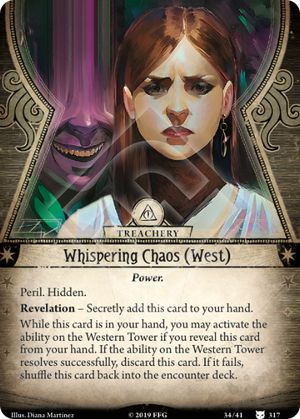 TREACHERY
Whispering Chaos (West)
Power.
Peril. Hidden.
Revelation – Secretly add this card to your hand.
While this card is in your hand, you may activate the
ability on the Western Tower if you reveal this card
from your hand. If the ability on the Western Tower
resolves successfully, discard this card. If it fails,
shuffle this card back into the encounter deck.
Illus. Diana Martinez © 2019 FFG 34/41 317